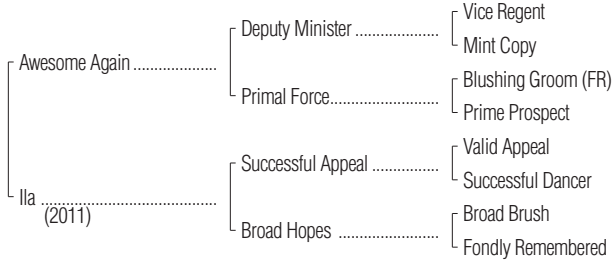 Vice Regent
Deputy Minister ....................
Mint Copy
Awesome Again ....................
Blushing Groom (FR)
Primal Force..........................
Prime Prospect
Valid Appeal
Successful Appeal ................
Successful Dancer
Ila ..........................................
(2011)
Broad Brush
Broad Hopes ........................
Fondly Remembered